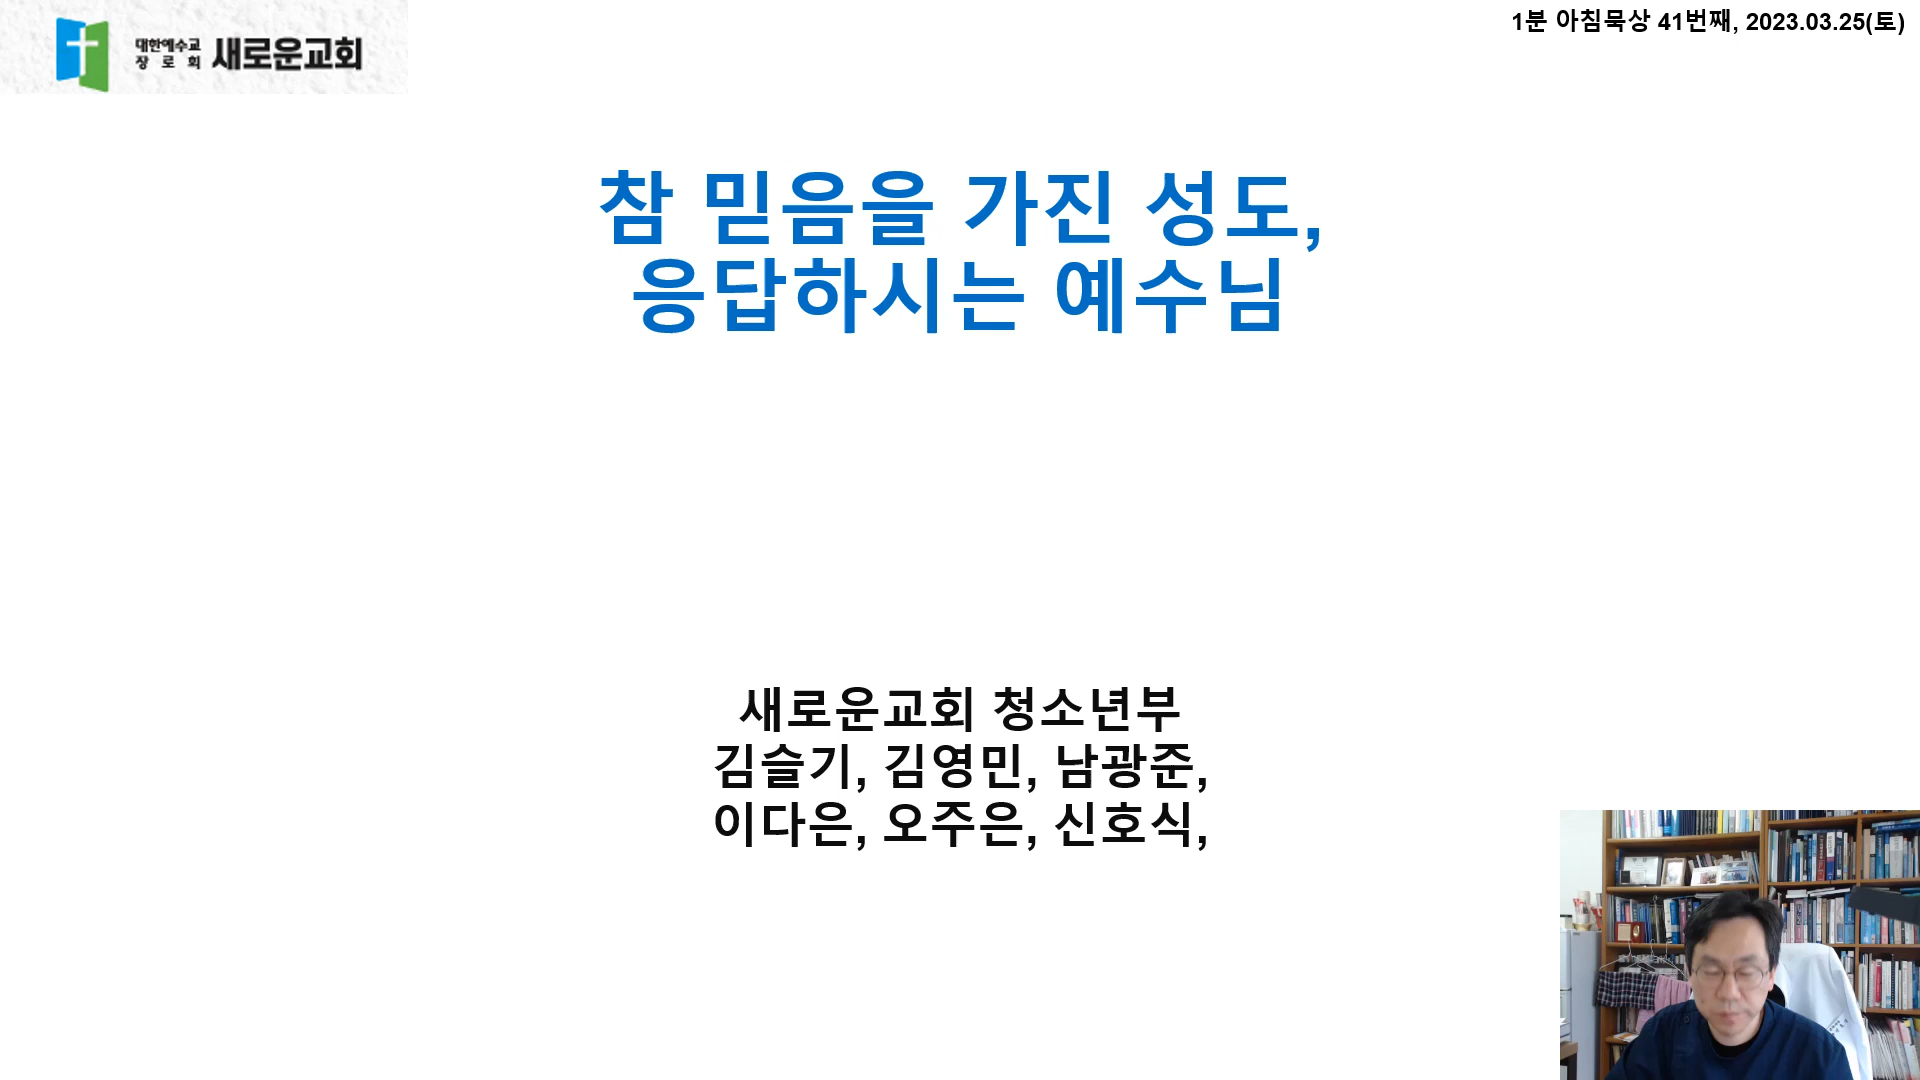 대한예수교
장 로 회
새로운교회
1분 아침묵상 41번째, 2023.03.25(토)
참 믿음을 가진 성도,
응답하시는 예수님
새로운교회 청소년부
김슬기, 김영민, 남광준,
이다은, 오주은, 신호식,